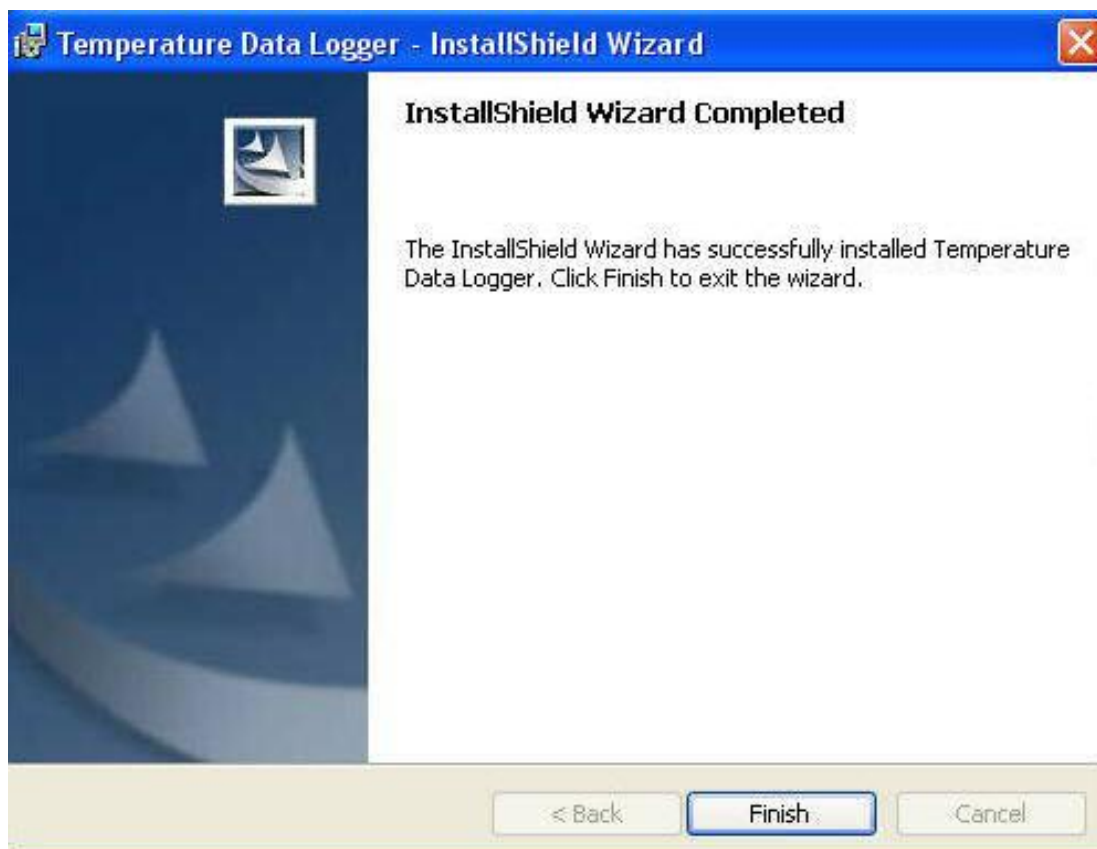 Temperature Data Logger - InstallShield Wizard
InstallShield Wizard Completed
The InstallShield Wizard has successfully installed Temperature
Data Logger. Click Finish to exit the wizard.
< Back Finish Cancel